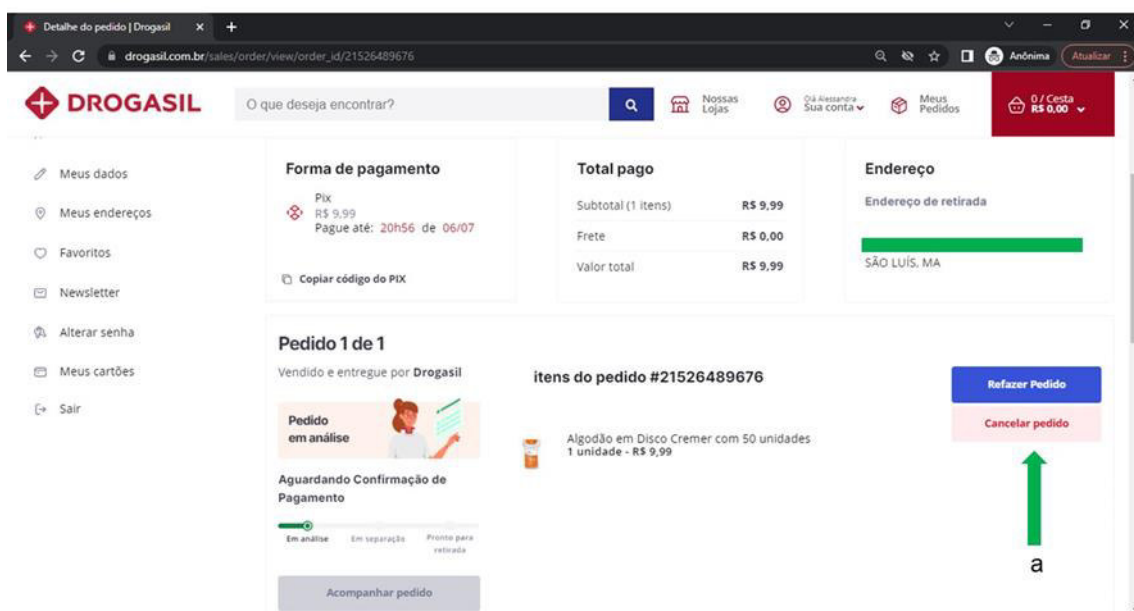 Detalhe do pedido | Drogasil
drogasil.com.br/sales/order/view/order_id/21526489676
Anônima
Atualizar
DROGASIL
O que deseja encontrar?
Nossas
Lojas
Olá Alessandra
Sua conta
Meus
Pedidos
0 / Cesta
R$ 0,00
Meus dados
Meus endereços
Favoritos
Newsletter
Alterar senha
Meus cartões
Sair
Forma de pagamento
Pix
R$ 9,99
Pague até: 20h56 de 06/07
Copiar código do PIX
Total pago
Subtotal (1 itens) R$ 9,99
Frete R$ 0,00
Valor total R$ 9,99
Endereço
Endereço de retirada
SÃO LUÍS, MA
Pedido 1 de 1
Vendido e entregue por Drogasil
Pedido
em análise
Aguardando Confirmação de
Pagamento
Em análise Em separação Pronto para
retirada
Acompanhar pedido
itens do pedido #21526489676
Algodão em Disco Cremer com 50 unidades
1 unidade - R$ 9,99
Refazer Pedido
Cancelar pedido
a